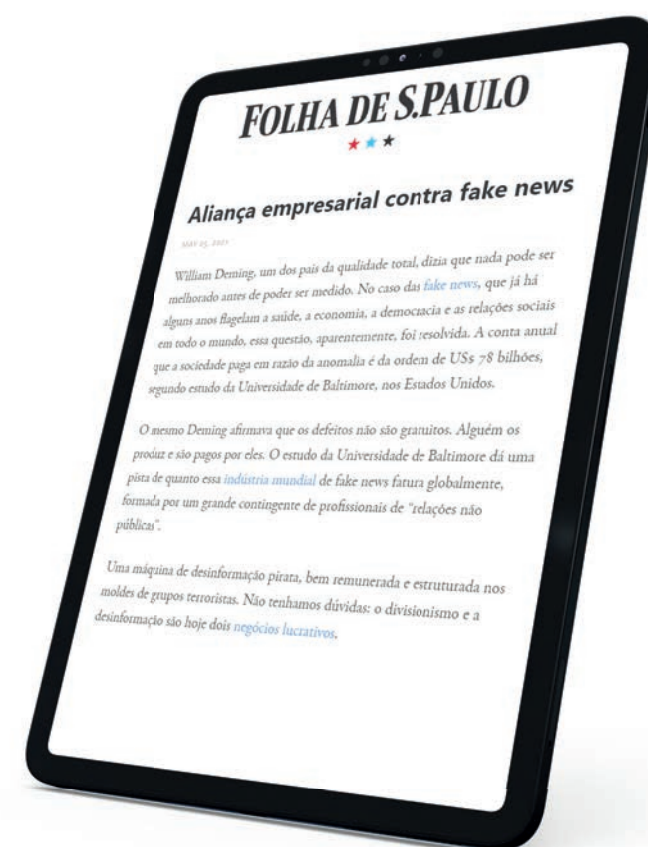 FOLHA DE S.PAULO
Aliança empresarial contra fake news
MAY 25, 2021
William Deming, um dos pais da qualidade total, dizia que nada pode ser
melhorado antes de poder ser medido. No caso das fake news, que já há
alguns anos flagelam a saúde, a economia, a democracia e as relações sociais
em todo o mundo, essa questão, aparentemente, foi resolvida. A conta anual
que a sociedade paga em razão da anomalia é da ordem de US$ 78 bilhões,
segundo estudo da Universidade de Baltimore, nos Estados Unidos.
O mesmo Deming afirmava que os defeitos não são gratuitos. Alguém os
produz e são pagos por eles. O estudo da Universidade de Baltimore dá uma
pista de quanto essa indústria mundial de fake news fatura globalmente,
formada por um grande contingente de profissionais de "relações não
públicas".
Uma máquina de desinformação pirata, bem remunerada e estruturada nos
moldes de grupos terroristas. Não tenhamos dúvidas: o divisionismo e a
desinformação são hoje dois negócios lucrativos.